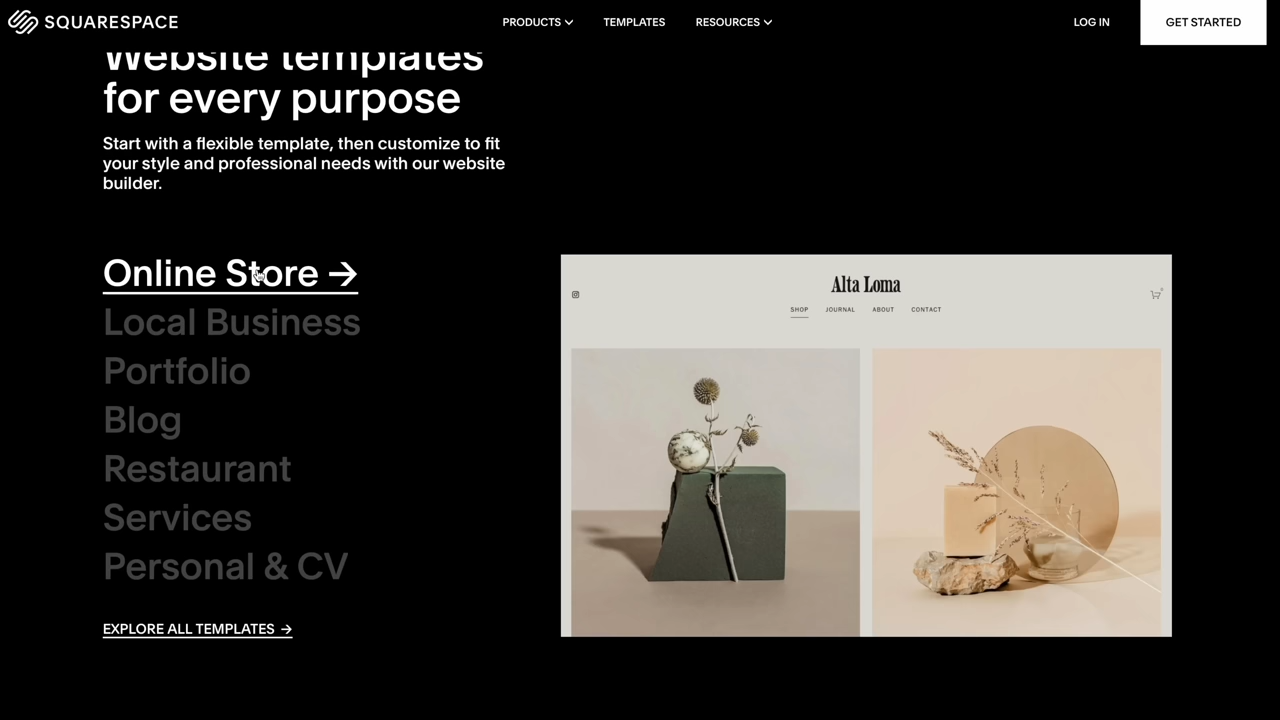 SQUARESPACE
PRODUCTS
TEMPLATES
RESOURCES
LOG IN
GET STARTED
Website templates
for every purpose
Start with a flexible template, then customize to fit
your style and professional needs with our website
builder.
Online Store →
Local Business
Portfolio
Blog
Restaurant
Services
Personal & CV
EXPLORE ALL TEMPLATES →
Alta Loma
SHOP
JOURNAL
ABOUT
CONTACT